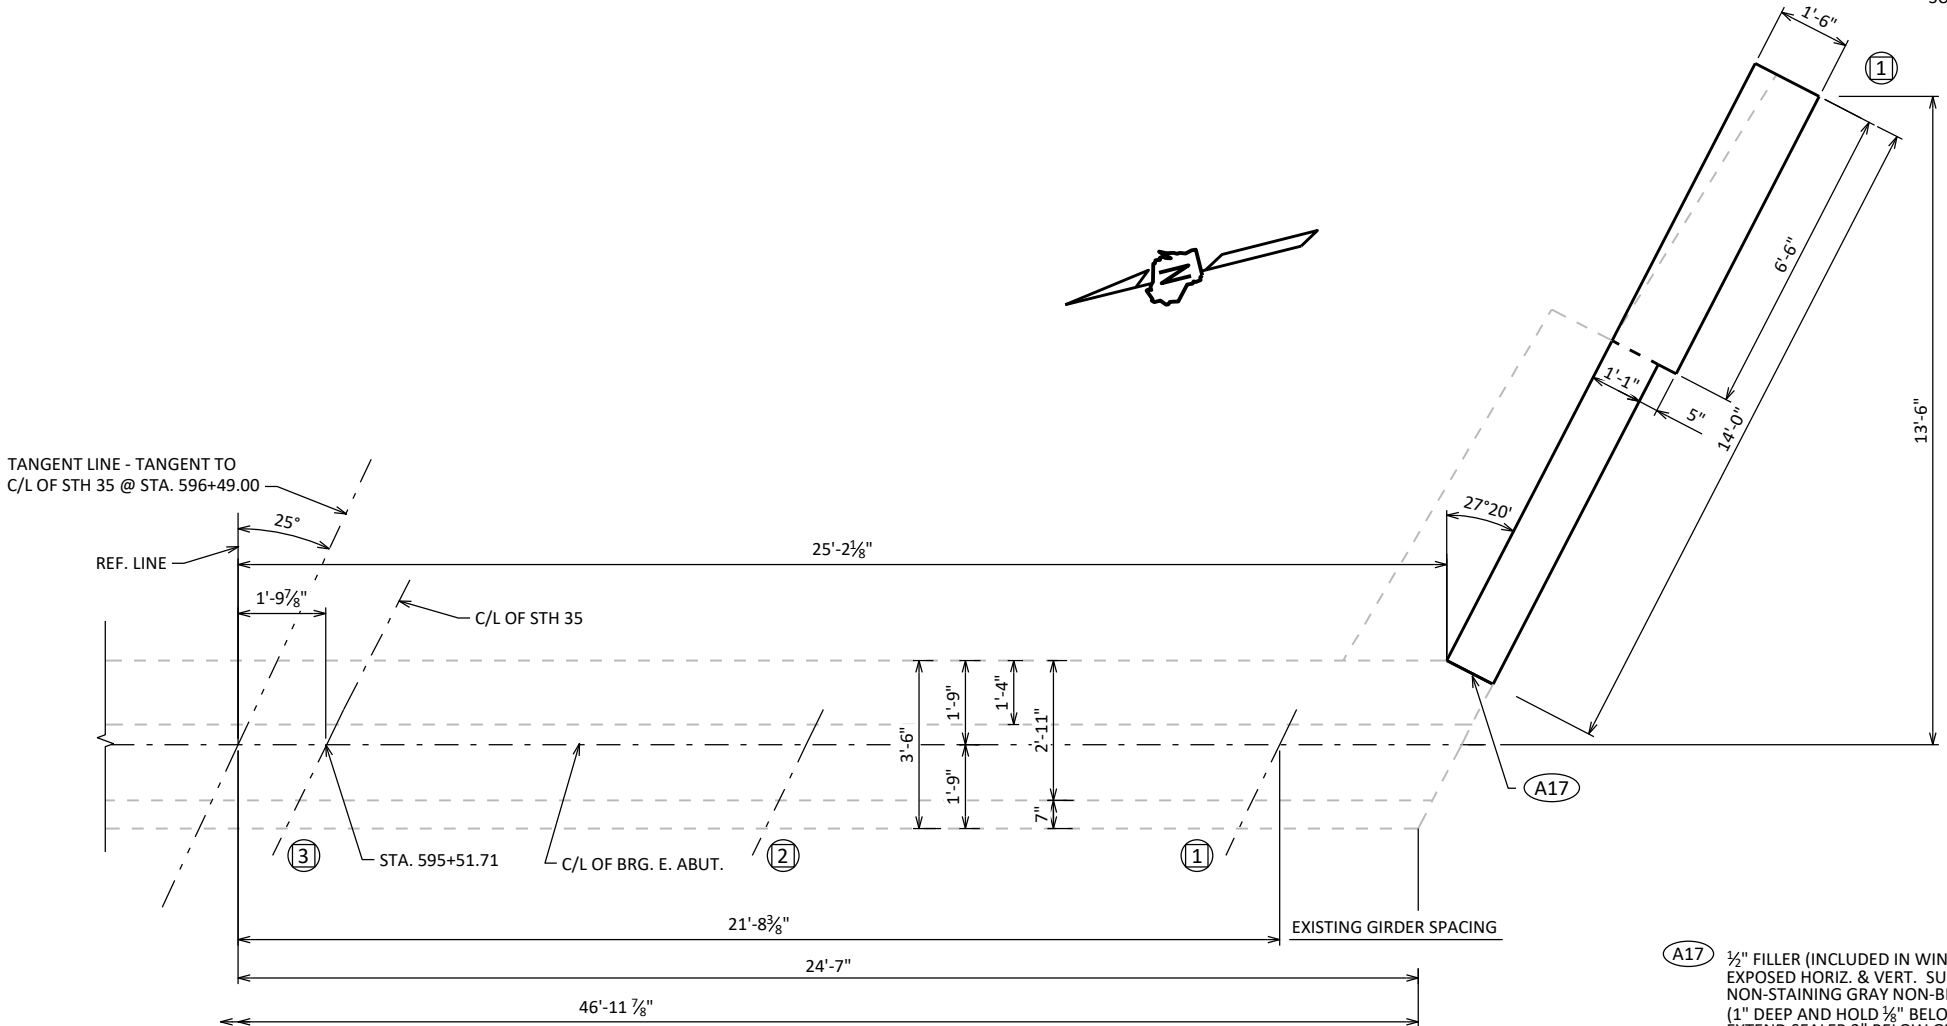 1'-6"
1
6'-6"
1'-1"
5"
14'-0"
13'-6"
N
TANGENT LINE - TANGENT TO
C/L OF STH 35 @ STA. 596+49.00
25°
27°20'
REF. LINE
25'-2⅛"
1'-9⅞"
C/L OF STH 35
3'-6"
1'-9"
1'-4"
2'-11"
1'-9"
7"
A17
3
STA. 595+51.71
C/L OF BRG. E. ABUT.
2
1
21'-8⅜"
EXISTING GIRDER SPACING
24'-7"
46'-11 ⅞"
A17
½" FILLER (INCLUDED IN WIN
EXPOSED HORIZ. & VERT. SU
NON-STAINING GRAY NON-B
(1" DEEP AND HOLD ⅛" BELO